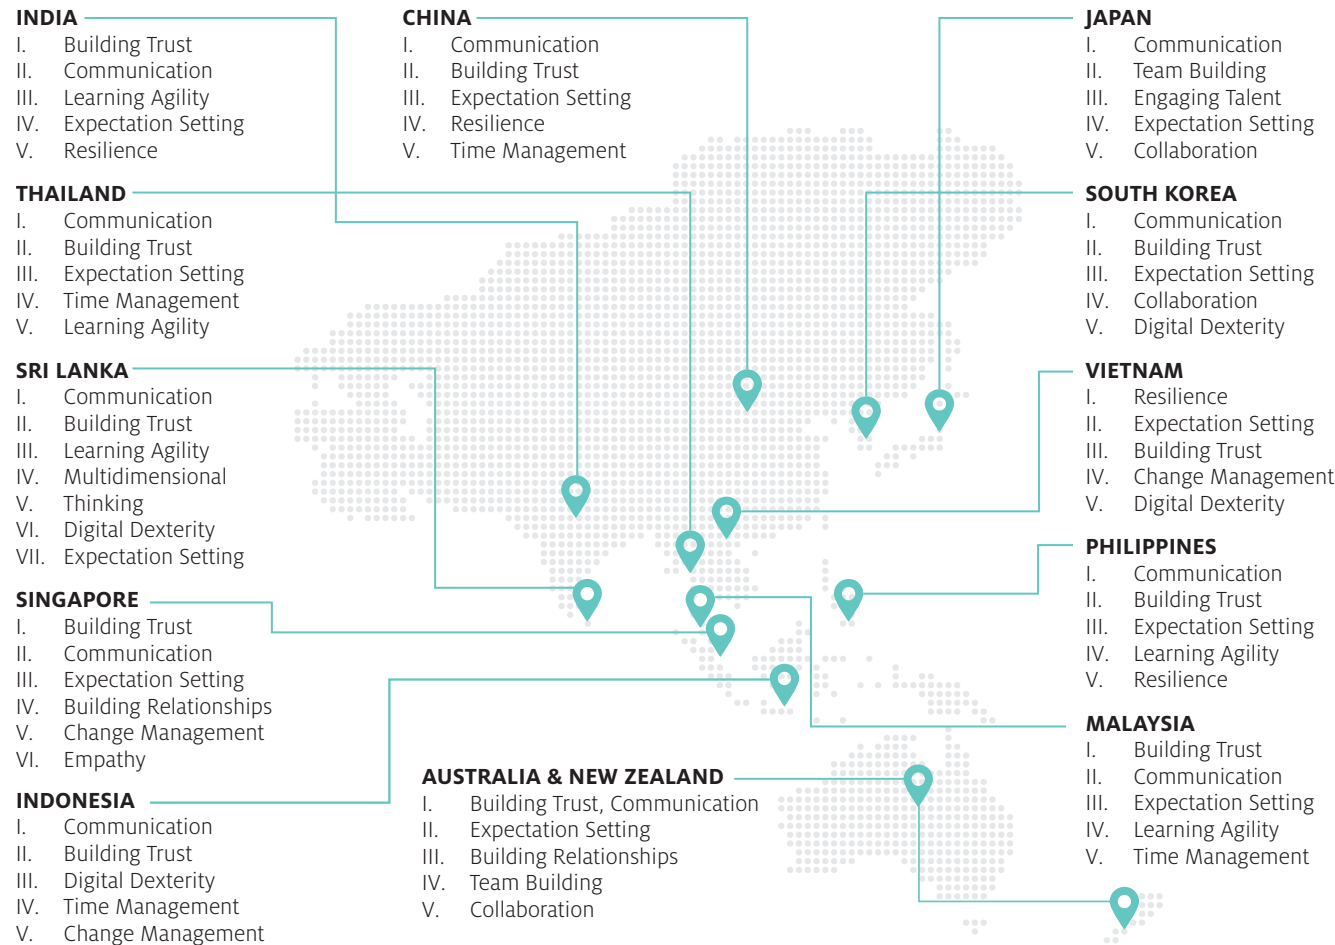 INDIA
I. Building Trust
II. Communication
III. Learning Agility
IV. Expectation Setting
V. Resilience
CHINA
I. Communication
II. Building Trust
III. Expectation Setting
IV. Resilience
V. Time Management
JAPAN
I. Communication
II. Team Building
III. Engaging Talent
IV. Expectation Setting
V. Collaboration
THAILAND
I. Communication
II. Building Trust
III. Expectation Setting
IV. Time Management
V. Learning Agility
SOUTH KOREA
I. Communication
II. Building Trust
III. Expectation Setting
IV. Collaboration
V. Digital Dexterity
SRI LANKA
I. Communication
II. Building Trust
III. Learning Agility
IV. Multidimensional
V. Thinking
VI. Digital Dexterity
VII. Expectation Setting
VIETNAM
I. Resilience
II. Expectation Setting
III. Building Trust
IV. Change Management
V. Digital Dexterity
PHILIPPINES
I. Communication
II. Building Trust
III. Expectation Setting
IV. Learning Agility
V. Resilience
SINGAPORE
I. Building Trust
II. Communication
III. Expectation Setting
IV. Building Relationships
V. Change Management
VI. Empathy
MALAYSIA
I. Building Trust
II. Communication
III. Expectation Setting
IV. Learning Agility
V. Time Management
INDONESIA
I. Communication
II. Building Trust
III. Digital Dexterity
IV. Time Management
V. Change Management
AUSTRALIA & NEW ZEALAND
I. Building Trust, Communication
II. Expectation Setting
III. Building Relationships
IV. Team Building
V. Collaboration